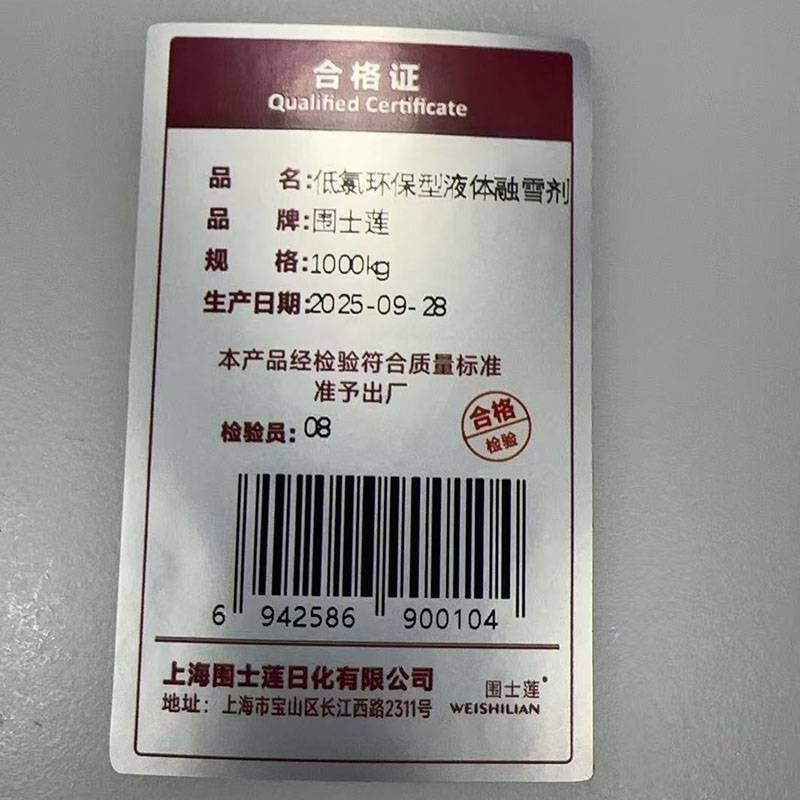 合格证
Qualified Certificate
品 名:低氯环保型液体融雪剂
品 牌:围士莲
规 格:1000kg
生产日期:2025-09-28
本产品经检验符合质量标准
准予出厂
检验员:08
合格
检验
6 942586 900104
上海围士莲日化有限公司
地址:上海市宝山区长江西路2311号
围士莲
WEISHILIAN